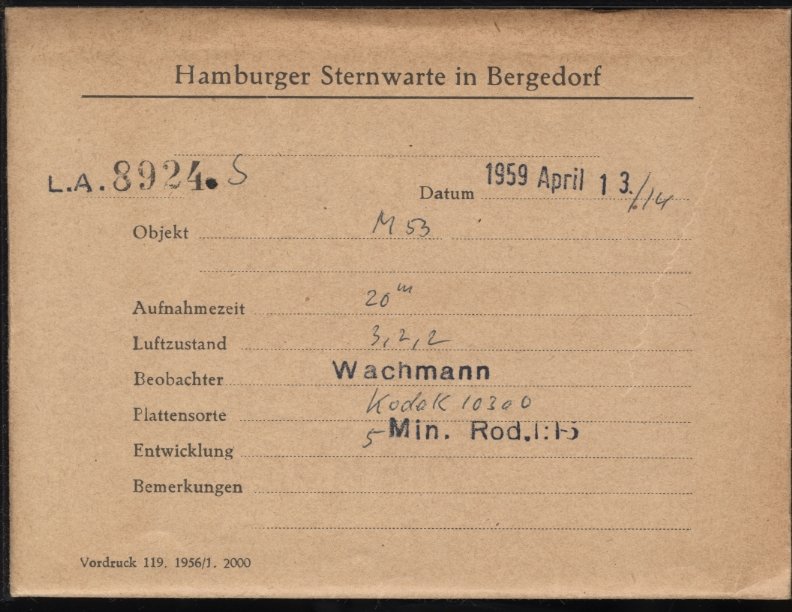 Hamburger Sternwarte in Bergedorf
L.A. 8924. S
Datum 1959 April 13./14
Objekt M 53
Aufnahmezeit 20m
Luftzustand 3,2,2
Beobachter Wachmann
Plattensorte Kodak 103a0
Entwicklung 5 Min. Rod.1:15
Bemerkungen
Vordruck 119. 1956/1. 2000